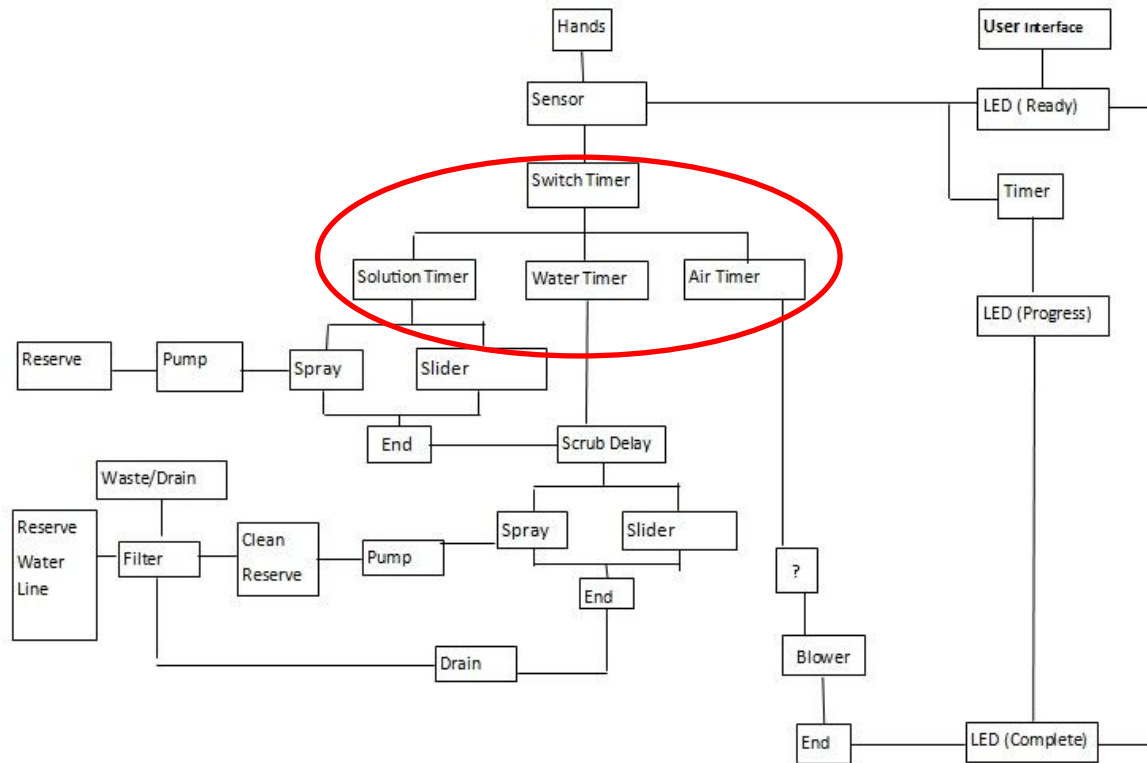 Hands
User Interface
Sensor
LED ( Ready)
Switch Timer
Timer
Solution Timer
Water Timer
Air Timer
LED (Progress)
Reserve
Pump
Spray
Slider
End
Scrub Delay
Waste/Drain
Reserve
Water
Line
Filter
Clean
Reserve
Pump
Spray
Slider
?
End
Drain
Blower
End
LED (Complete)